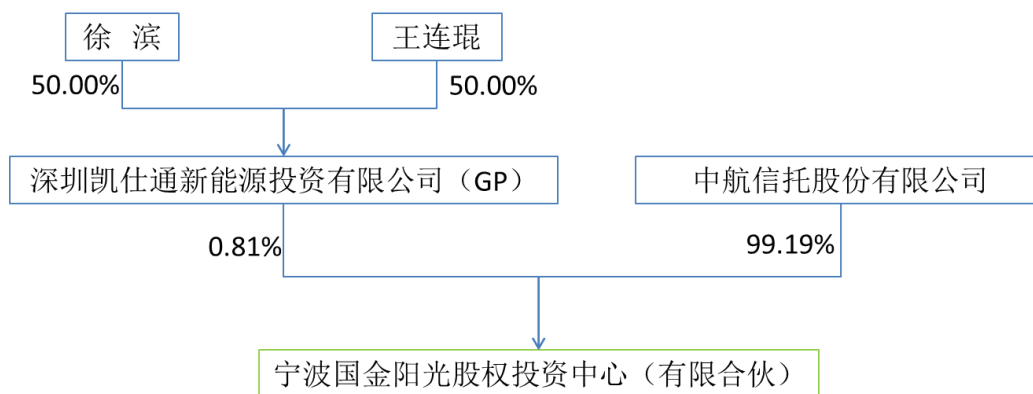 徐 滨
王连琨
50.00%
50.00%
深圳凯仕通新能源投资有限公司（GP）
中航信托股份有限公司
0.81%
99.19%
宁波国金阳光股权投资中心（有限合伙）